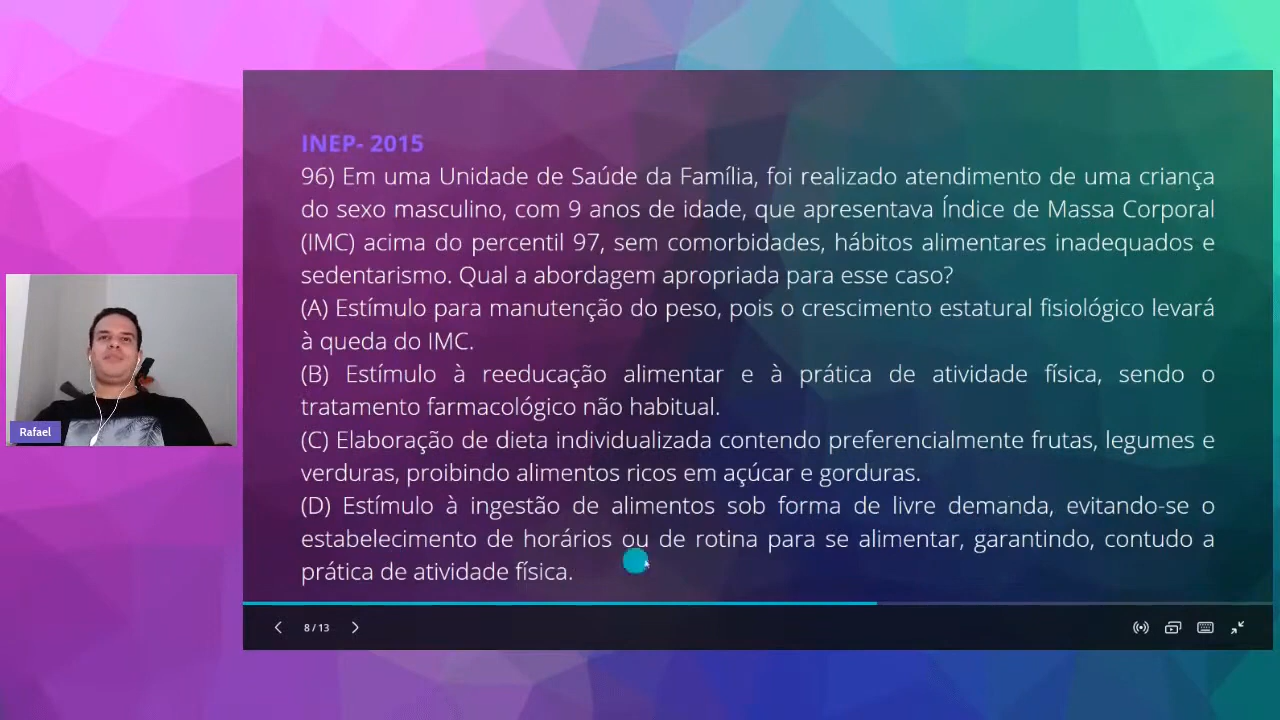 INEP- 2015
96) Em uma Unidade de Saúde da Família, foi realizado atendimento de uma criança
do sexo masculino, com 9 anos de idade, que apresentava Índice de Massa Corporal
(IMC) acima do percentil 97, sem comorbidades, hábitos alimentares inadequados e
sedentarismo. Qual a abordagem apropriada para esse caso?
(A) Estímulo para manutenção do peso, pois o crescimento estatural fisiológico levará
à queda do IMC.
(B) Estímulo à reeducação alimentar e à prática de atividade física, sendo o
tratamento farmacológico não habitual.
(C) Elaboração de dieta individualizada contendo preferencialmente frutas, legumes e
verduras, proibindo alimentos ricos em açúcar e gorduras.
(D) Estímulo à ingestão de alimentos sob forma de livre demanda, evitando-se o
estabelecimento de horários ou de rotina para se alimentar, garantindo, contudo a
prática de atividade física.
Rafael
8 / 13